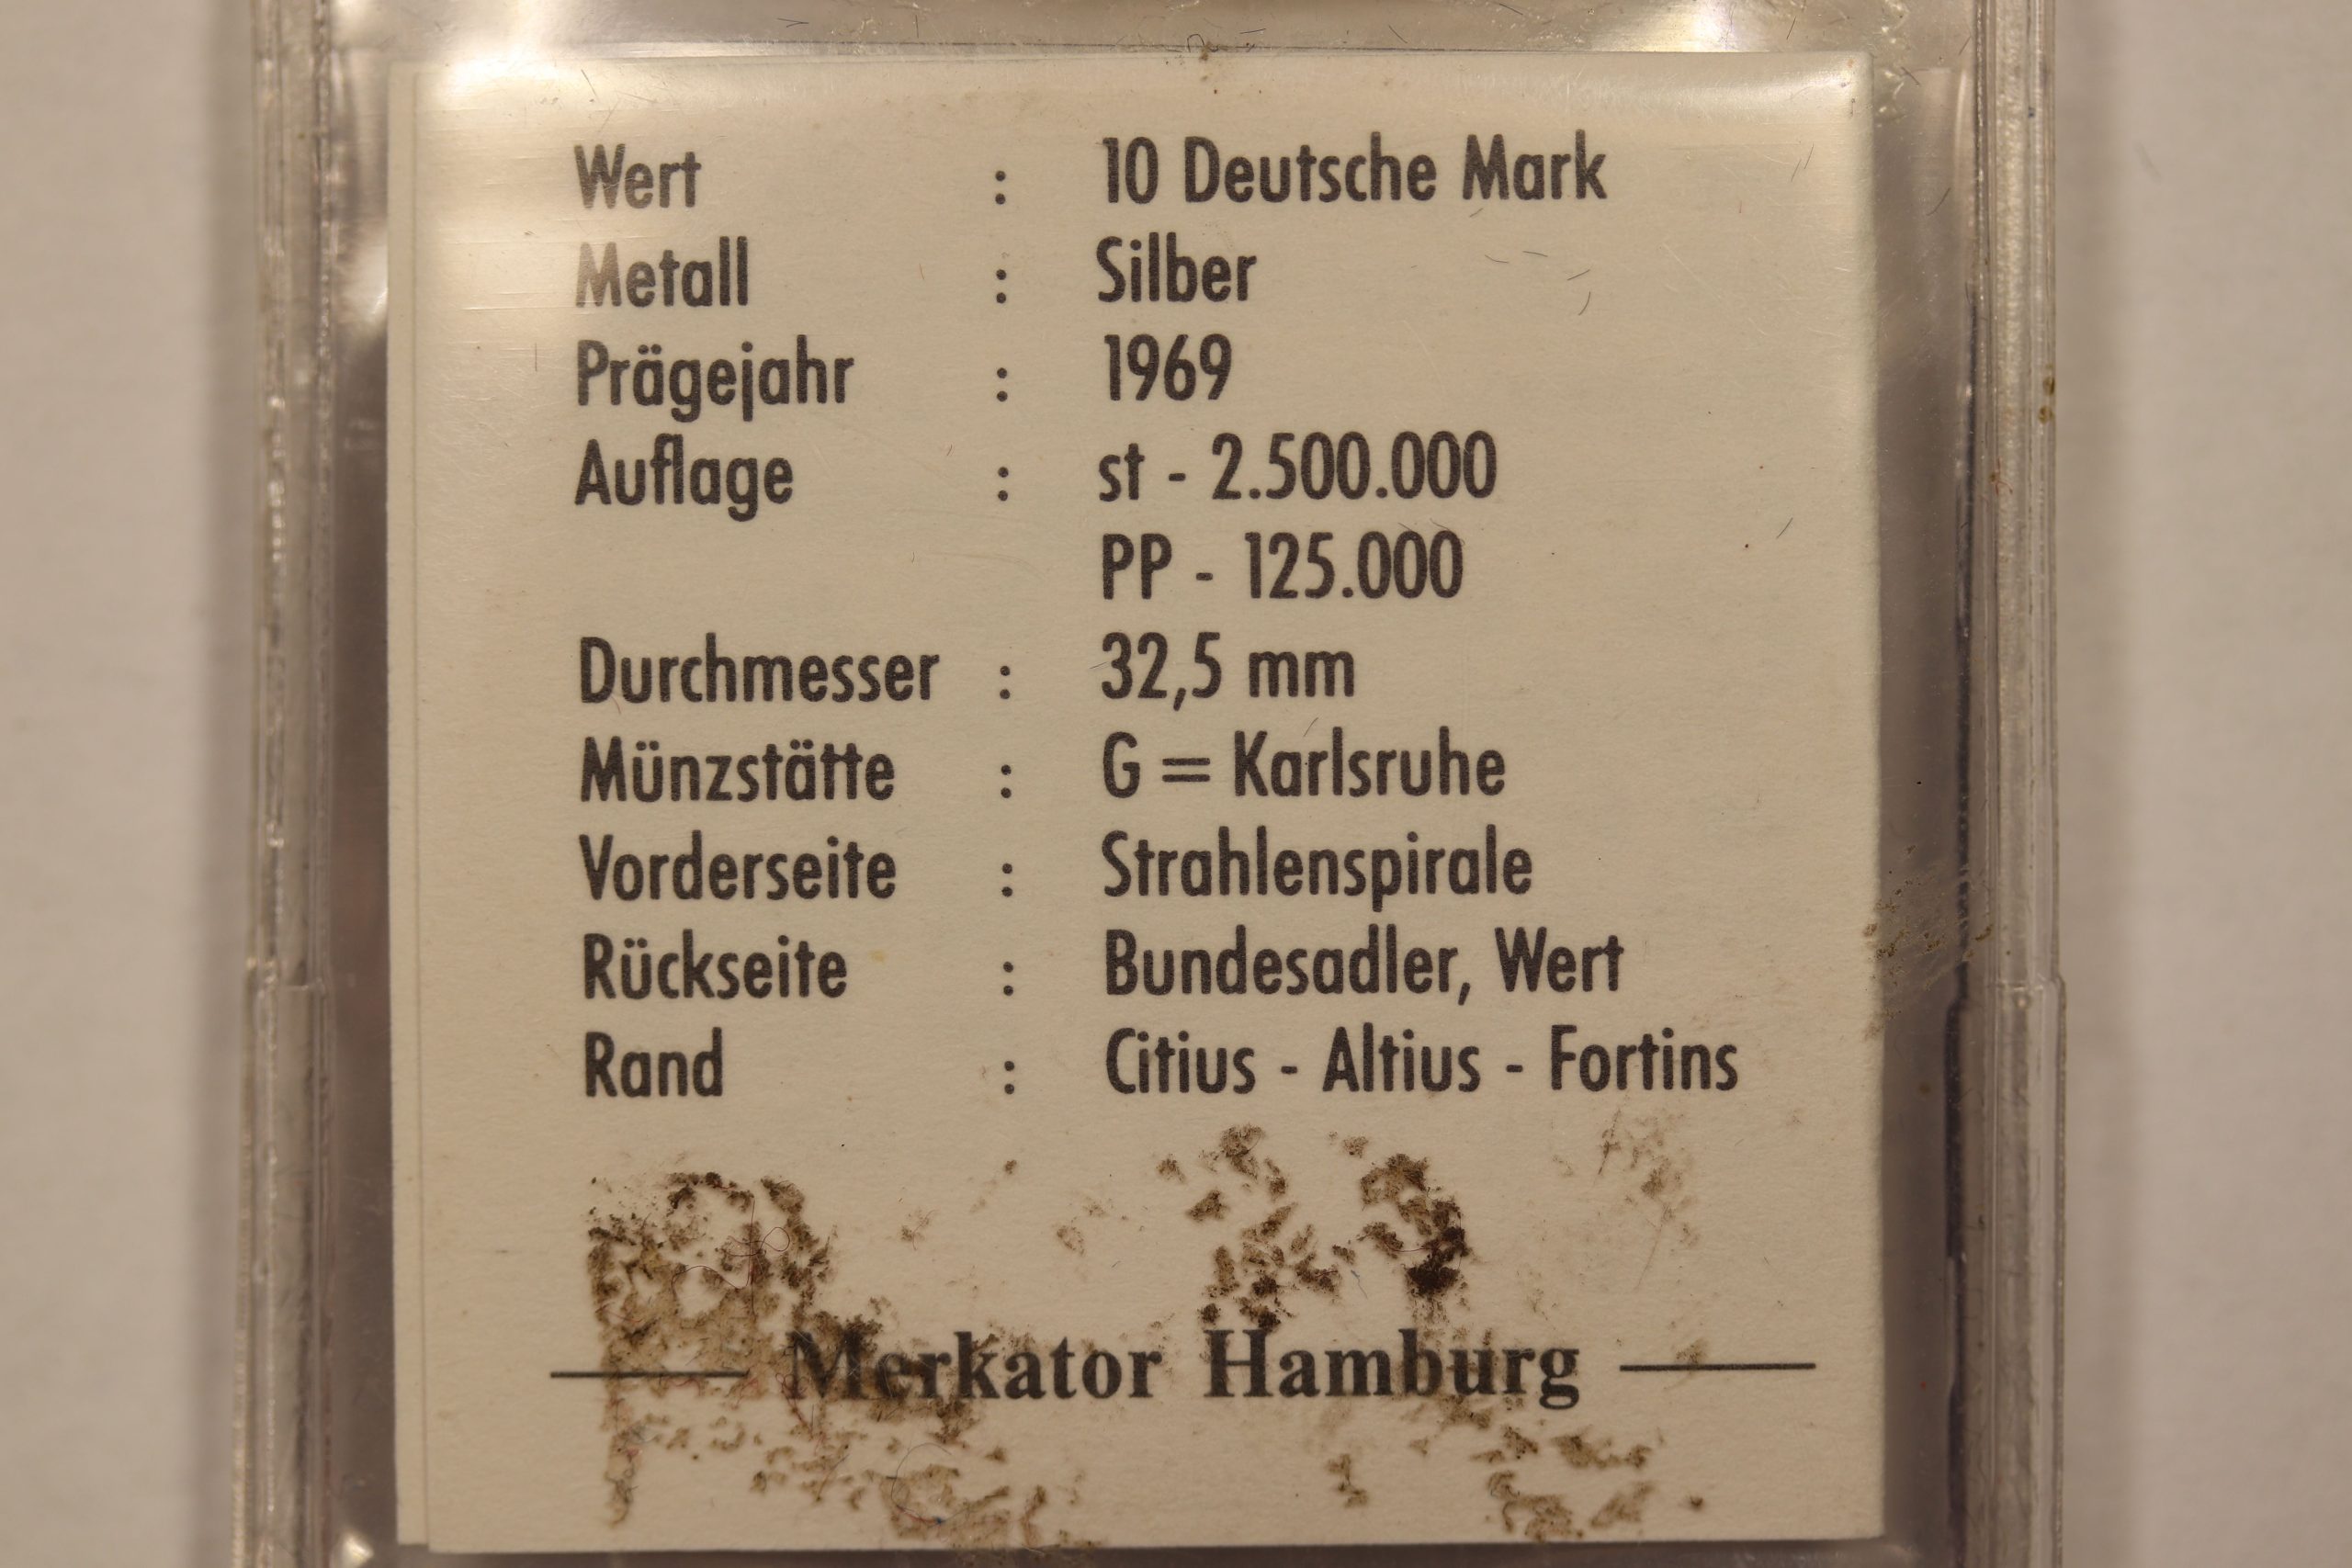 Wert : 10 Deutsche Mark
Metall : Silber
Prägejahr : 1969
Auflage : st - 2.500.000
PP - 125.000
Durchmesser : 32,5 mm
Münzstätte : G = Karlsruhe
Vorderseite : Strahlenspirale
Rückseite : Bundesadler, Wert
Rand : Citius - Altius - Fortins
Merkator Hamburg